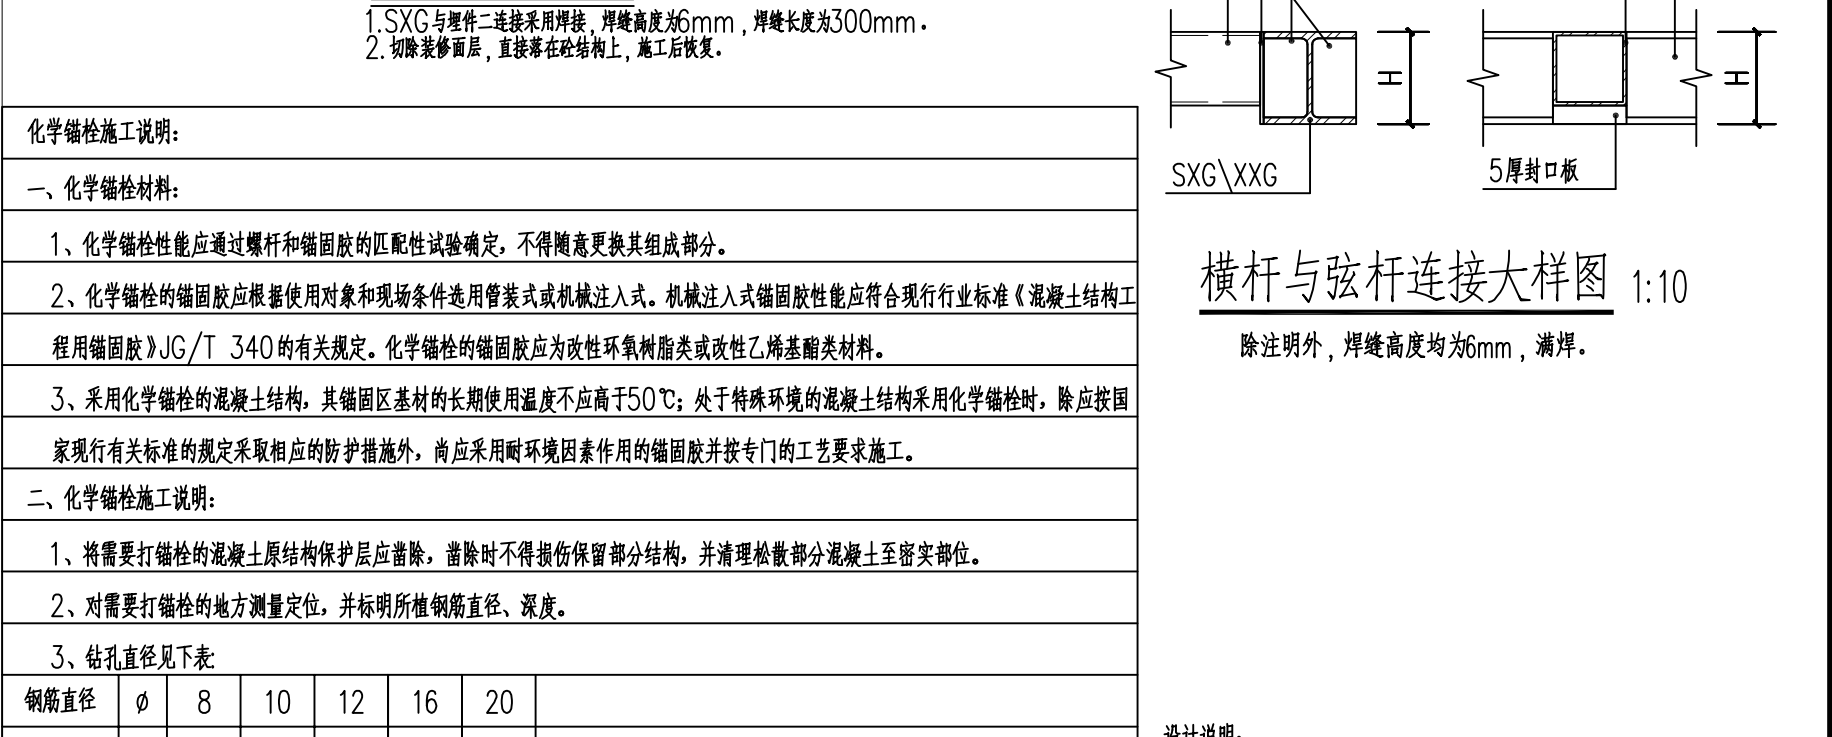 1.SXG与埋件二连接采用焊接,焊缝高度为6mm,焊缝长度为300mm。
2.切除装修面层,直接落在砼结构上,施工后恢复。
化学锚栓施工说明:
一、化学锚栓材料:
1、化学锚栓性能应通过螺杆和锚固胶的匹配性试验确定,不得随意更换其组成部分。
2、化学锚栓的锚固胶应根据使用对象和现场条件选用管装式或机械注入式。机械注入式锚固胶性能应符合现行行业标准《混凝土结构工
程用锚固胶》JG/T 340的有关规定。化学锚栓的锚固胶应为改性环氧树脂类或改性乙烯基酯类材料。
3、采用化学锚栓的混凝土结构,其锚固区基材的长期使用温度不应高于50℃;处于特殊环境的混凝土结构采用化学锚栓时,除应按国
家现行有关标准的规定采取相应的防护措施外,尚应采用耐环境因素作用的锚固胶并按专门的工艺要求施工。
二、化学锚栓施工说明:
1、将需要打锚栓的混凝土原结构保护层应凿除,凿除时不得损伤保留部分结构,并清理松散部分混凝土至密实部位。
2、对需要打锚栓的地方测量定位,并标明所植钢筋直径、深度。
3、钻孔直径见下表:
钢筋直径 ø 8 10 12 16 20
H
H
SXG\XXG
5厚封口板
横杆与弦杆连接大样图 1:10
除注明外,焊缝高度均为6mm,满焊。
设计说明: